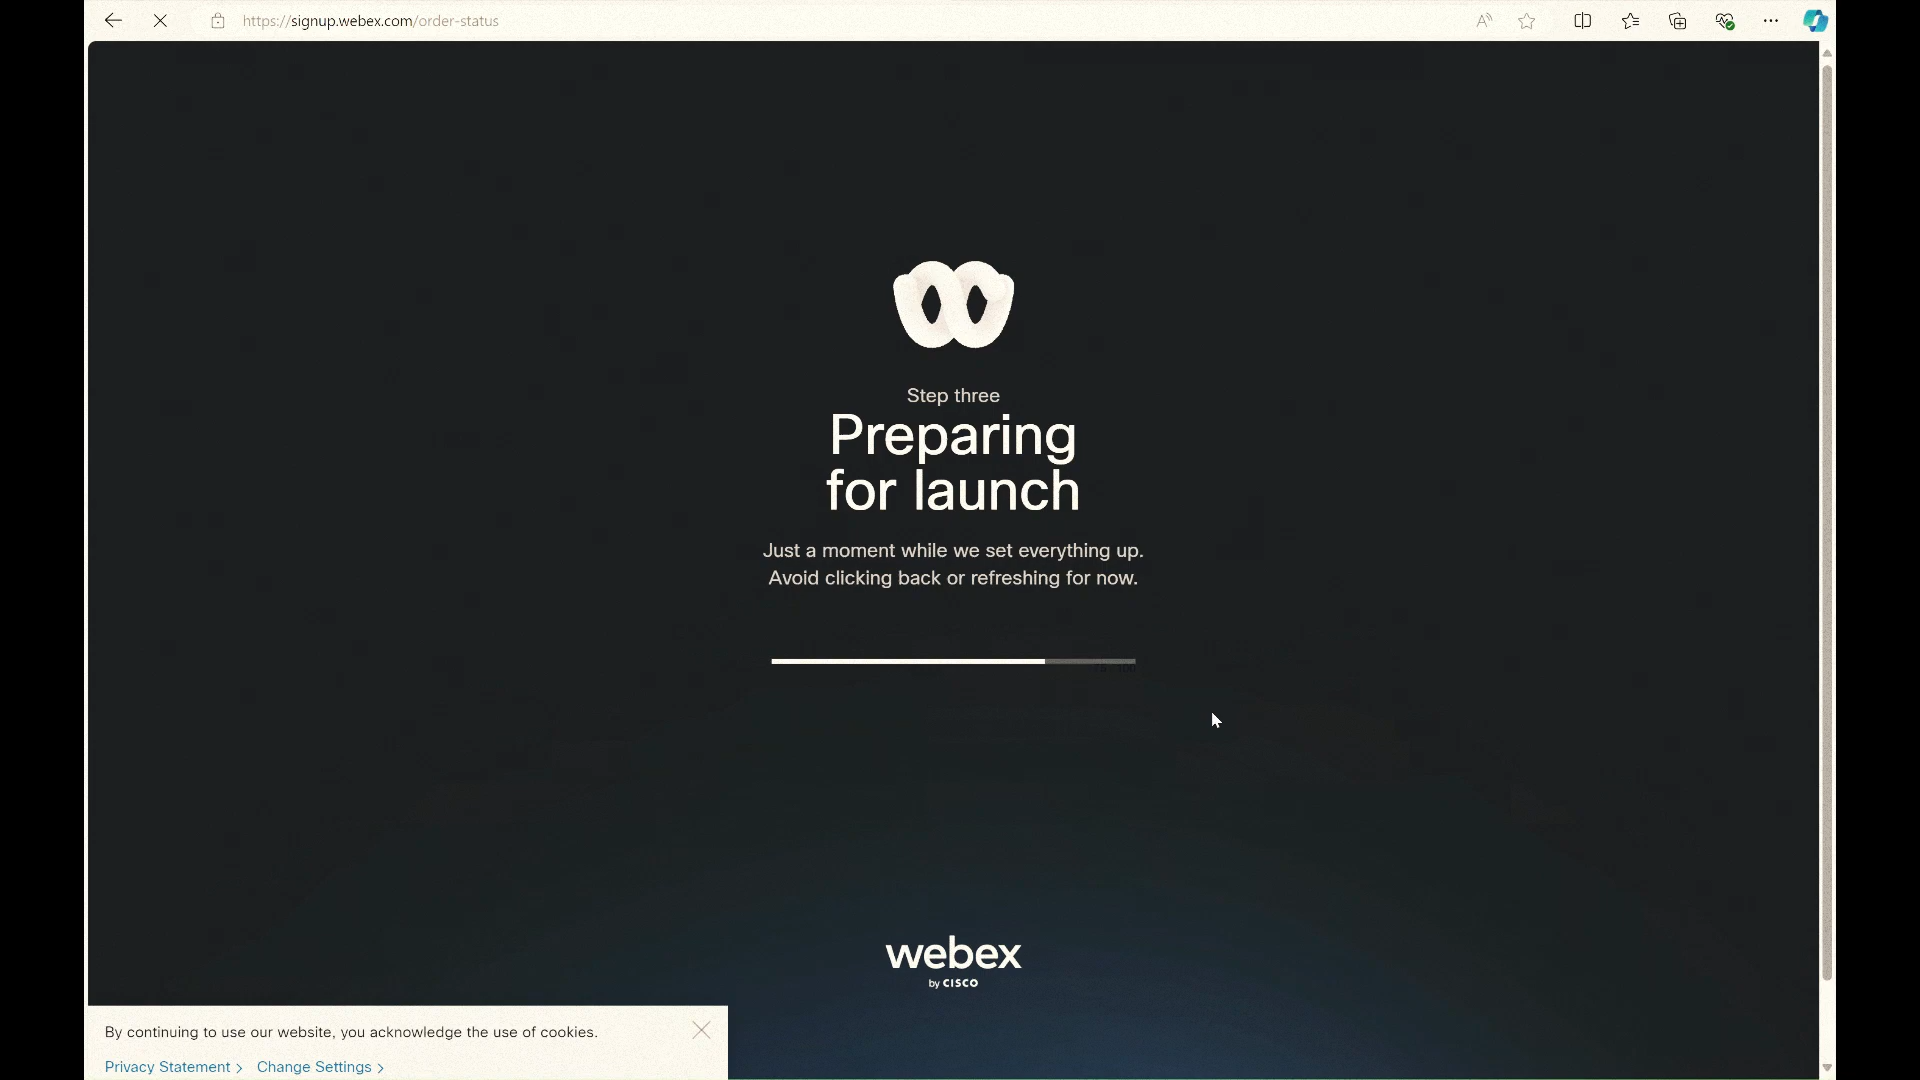 https://signup.webex.com/order-status
Step three
Preparing
for launch
Just a moment while we set everything up.
Avoid clicking back or refreshing for now.
webex
by CISCO
By continuing to use our website, you acknowledge the use of cookies.
Privacy Statement > Change Settings >